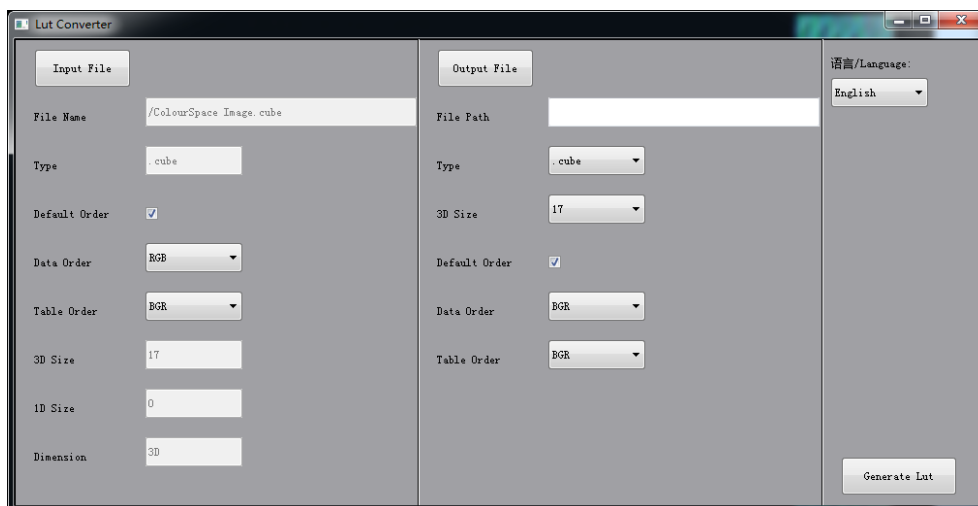 Lut Converter
Input File
File Name
/ColourSpace Image.cube
Type
.cube
Default Order
Data Order
RGB
Table Order
BGR
3D Size
17
1D Size
0
Dimension
3D
Output File
File Path
Type
.cube
3D Size
17
Default Order
Data Order
BGR
Table Order
BGR
语言/Language:
English
Generate Lut